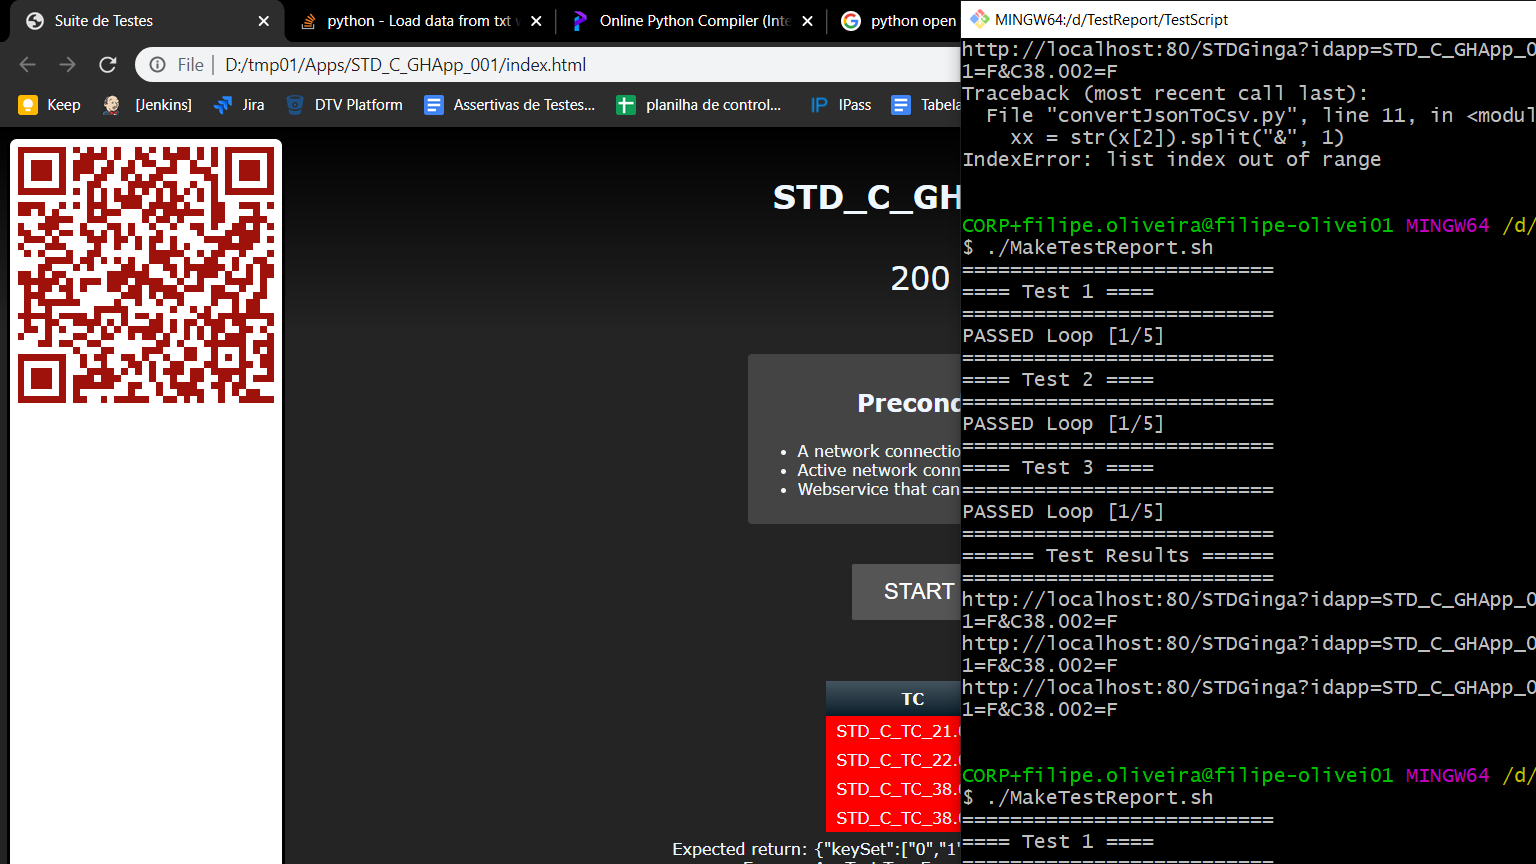 Suite de Testes
python - Load data from txt w
Online Python Compiler (Inte
python open
File
D:/tmp01/Apps/STD_C_GHApp_001/index.html
Keep
[Jenkins]
Jira
DTV Platform
Assertivas de Testes...
planilha de control...
IPass
Tabela
STD_C_GH
200
Precond
• A network connectio
• Active network conn
• Webservice that can
START
TC
STD_C_TC_21.
STD_C_TC_22.
STD_C_TC_38.
STD_C_TC_38.
Expected return: {"keySet":["0","1"
MINGW64:/d/TestReport/TestScript
http://localhost:80/STDGinga?idapp=STD_C_GHApp_0
1=F&C38.002=F
Traceback (most recent call last):
File "convertJsonToCsv.py", line 11, in <modul
xx = str(x[2]).split("&", 1)
IndexError: list index out of range
CORP+filipe.oliveira@filipe-olivei01 MINGW64 /d/
$ ./MakeTestReport.sh
==========================
==== Test 1 ====
==========================
PASSED Loop [1/5]
==========================
==== Test 2 ====
==========================
PASSED Loop [1/5]
==========================
==== Test 3 ====
==========================
PASSED Loop [1/5]
==========================
====== Test Results ======
==========================
http://localhost:80/STDGinga?idapp=STD_C_GHApp_0
1=F&C38.002=F
http://localhost:80/STDGinga?idapp=STD_C_GHApp_0
1=F&C38.002=F
http://localhost:80/STDGinga?idapp=STD_C_GHApp_0
1=F&C38.002=F
CORP+filipe.oliveira@filipe-olivei01 MINGW64 /d/
$ ./MakeTestReport.sh
==========================
==== Test 1 ====
==========================